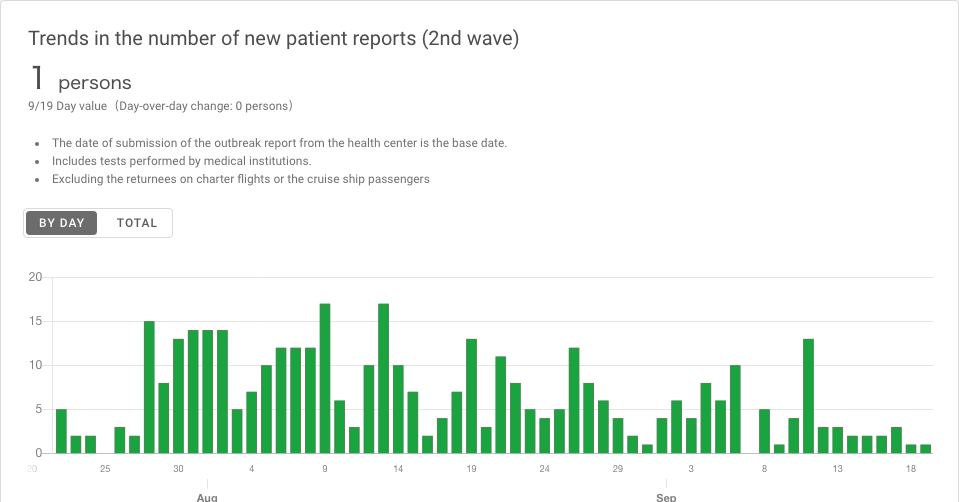 Trends in the number of new patient reports (2nd wave)
1 persons
9/19 Day value (Day-over-day change: 0 persons)
• The date of submission of the outbreak report from the health center is the base date.
• Includes tests performed by medical institutions.
• Excluding the returnees on charter flights or the cruise ship passengers
BY DAY TOTAL
20
15
10
5
0
20 25 30 4 9 14 19 24 29 3 8 13 18
Aug Sep